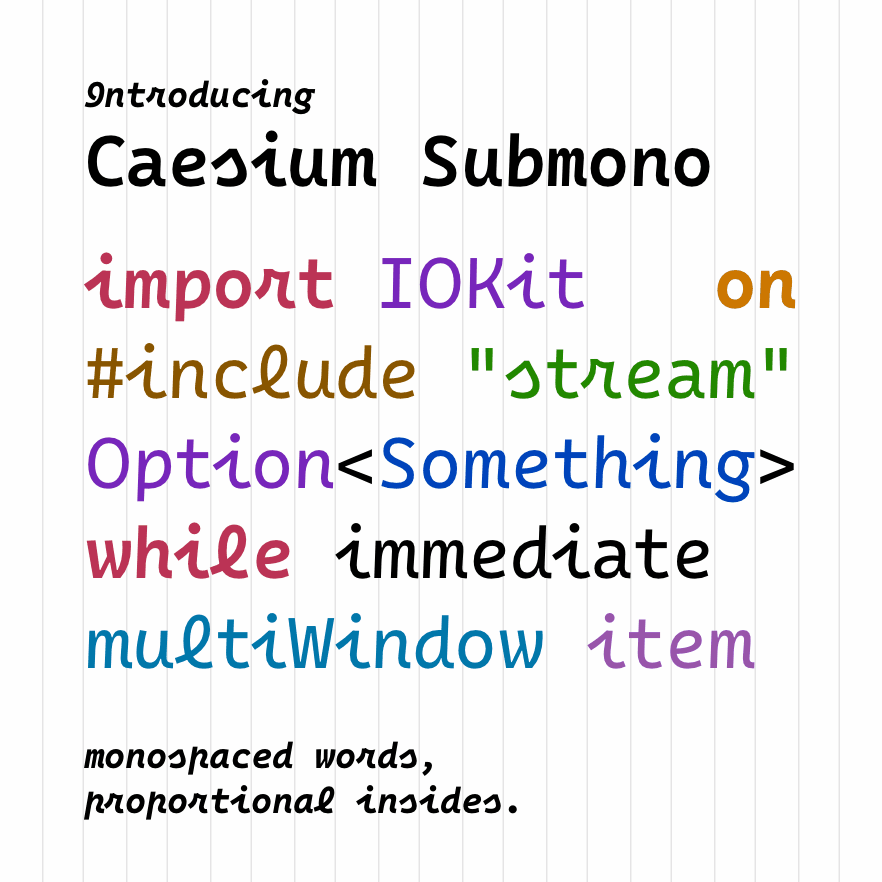 Introducing
Caesium Submono
import IOKit on
#include "stream"
Option<Something>
while immediate
multiWindow item
monospaced words,
proportional insides.